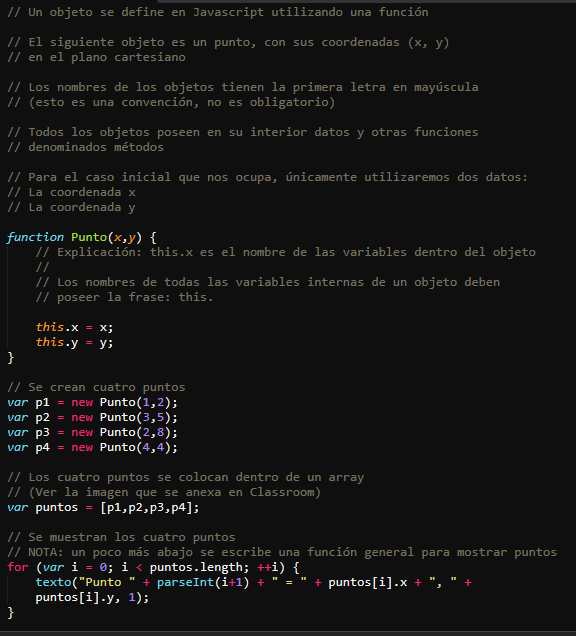 // Un objeto se define en Javascript utilizando una función
// El siguiente objeto es un punto, con sus coordenadas (x, y)
// en el plano cartesiano
// Los nombres de los objetos tienen la primera letra en mayúscula
// (esto es una convención, no es obligatorio)
// Todos los objetos poseen en su interior datos y otras funciones
// denominados métodos
// Para el caso inicial que nos ocupa, únicamente utilizaremos dos datos:
// La coordenada x
// La coordenada y
function Punto(x,y) {
    // Explicación: this.x es el nombre de las variables dentro del objeto
    //
    // Los nombres de todas las variables internas de un objeto deben
    // poseer la frase: this.
    this.x = x;
    this.y = y;
}
// Se crean cuatro puntos
var p1 = new Punto(1,2);
var p2 = new Punto(3,5);
var p3 = new Punto(2,8);
var p4 = new Punto(4,4);
// Los cuatro puntos se colocan dentro de un array
// (Ver la imagen que se anexa en Classroom)
var puntos = [p1,p2,p3,p4];
// Se muestran los cuatro puntos
// NOTA: un poco más abajo se escribe una función general para mostrar puntos
for (var i = 0; i < puntos.length; ++i) {
    texto("Punto " + parseInt(i+1) + " = " + puntos[i].x + ", " +
    puntos[i].y, 1);
}